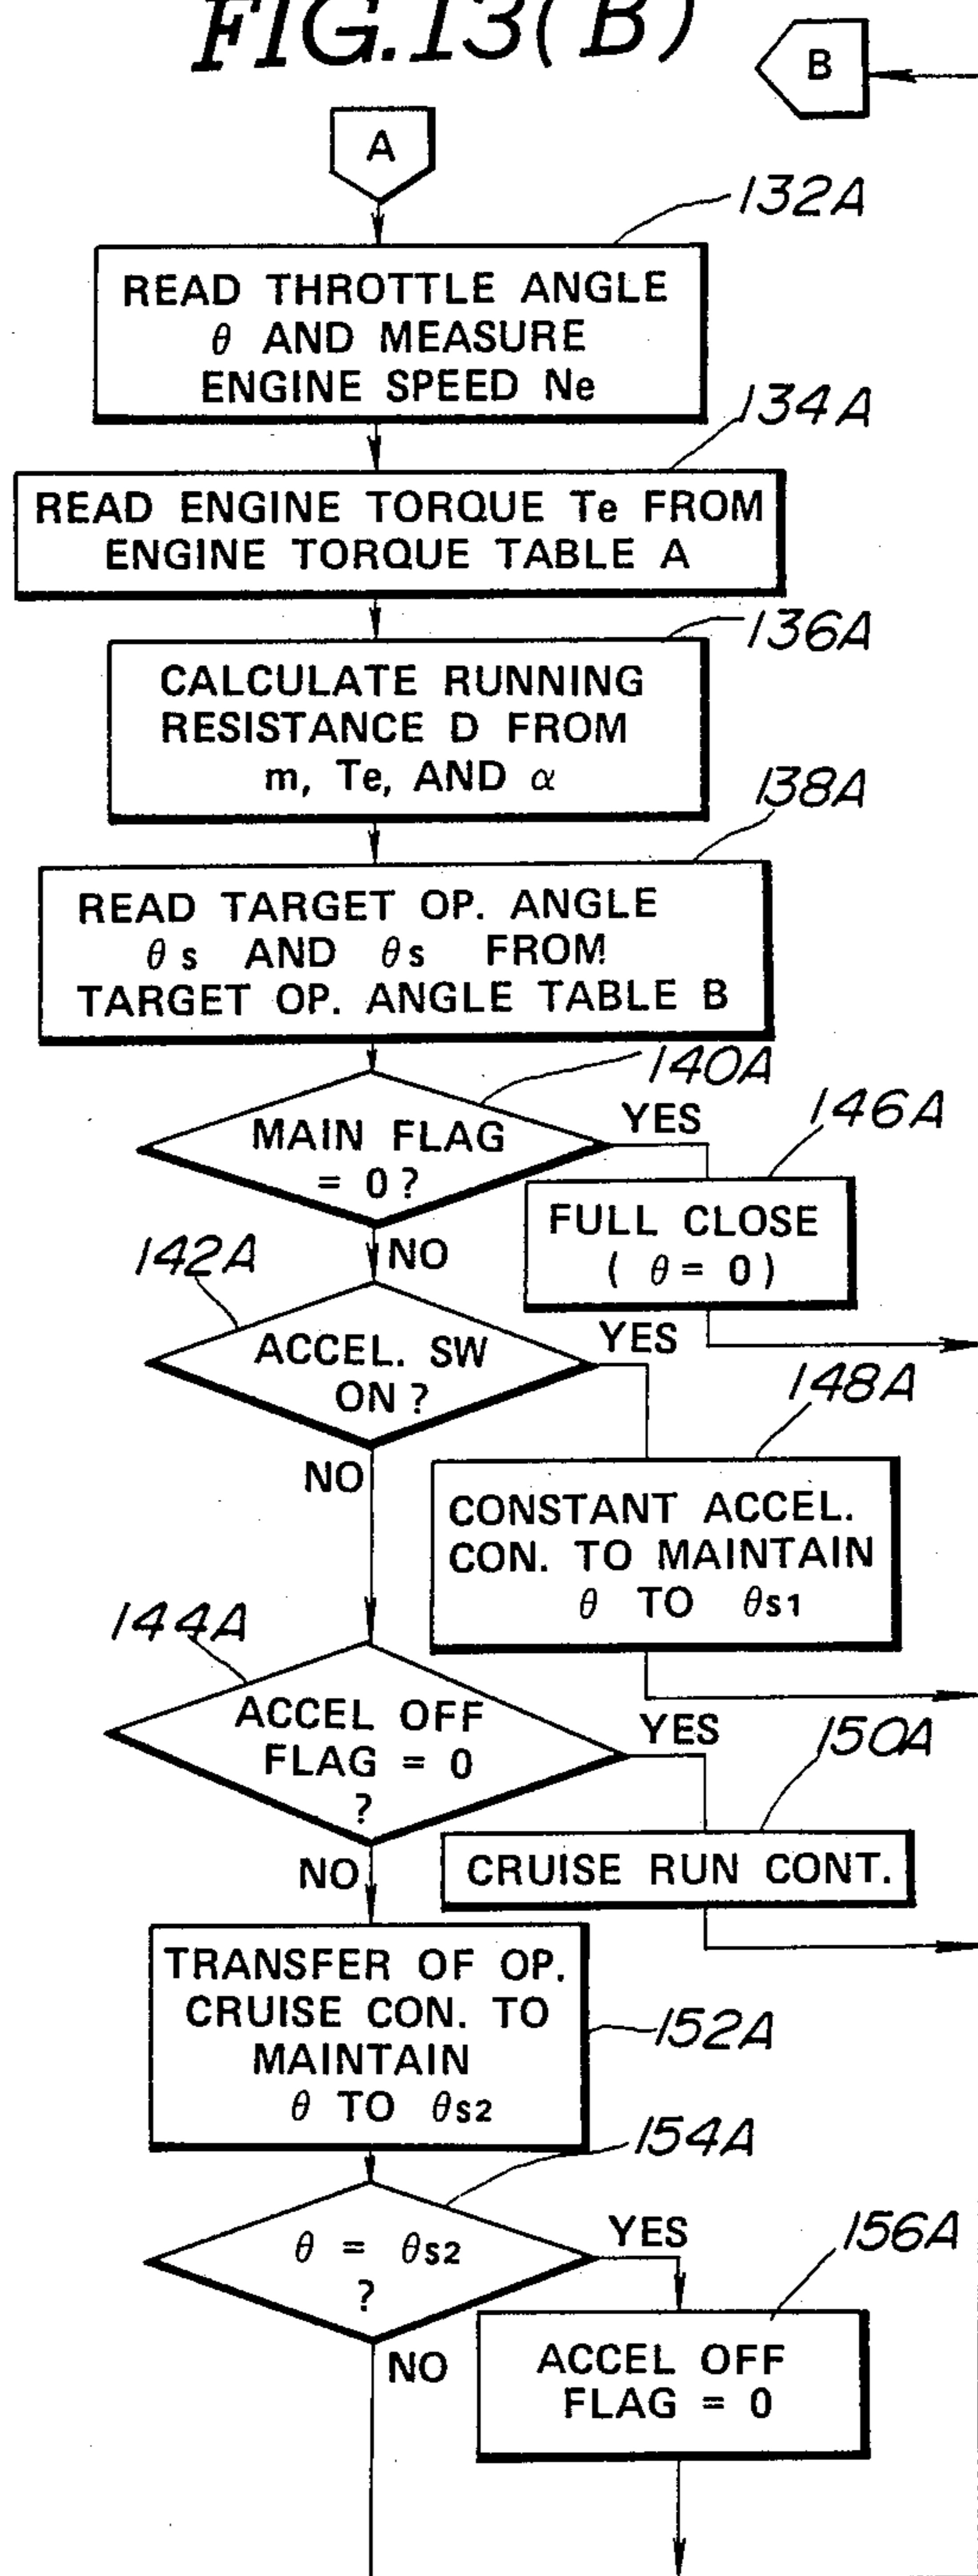 FIG.13(B)
B
A
132A
READ THROTTLE ANGLE
θ AND MEASURE
ENGINE SPEED Ne
134A
READ ENGINE TORQUE Te FROM
ENGINE TORQUE TABLE A
136A
CALCULATE RUNNING
RESISTANCE D FROM
m, Te, AND α
138A
READ TARGET OP. ANGLE
θs AND θs FROM
TARGET OP. ANGLE TABLE B
140A
MAIN FLAG
= 0?
YES
146A
FULL CLOSE
( θ = 0 )
NO
142A
ACCEL. SW
ON?
YES
148A
CONSTANT ACCEL.
CON. TO MAINTAIN
θ TO θs1
NO
144A
ACCEL OFF
FLAG = 0
?
YES
150A
CRUISE RUN CONT.
NO
TRANSFER OF OP.
CRUISE CON. TO
MAINTAIN
θ TO θs2
152A
154A
θ = θs2
?
YES
156A
ACCEL OFF
FLAG = 0
NO